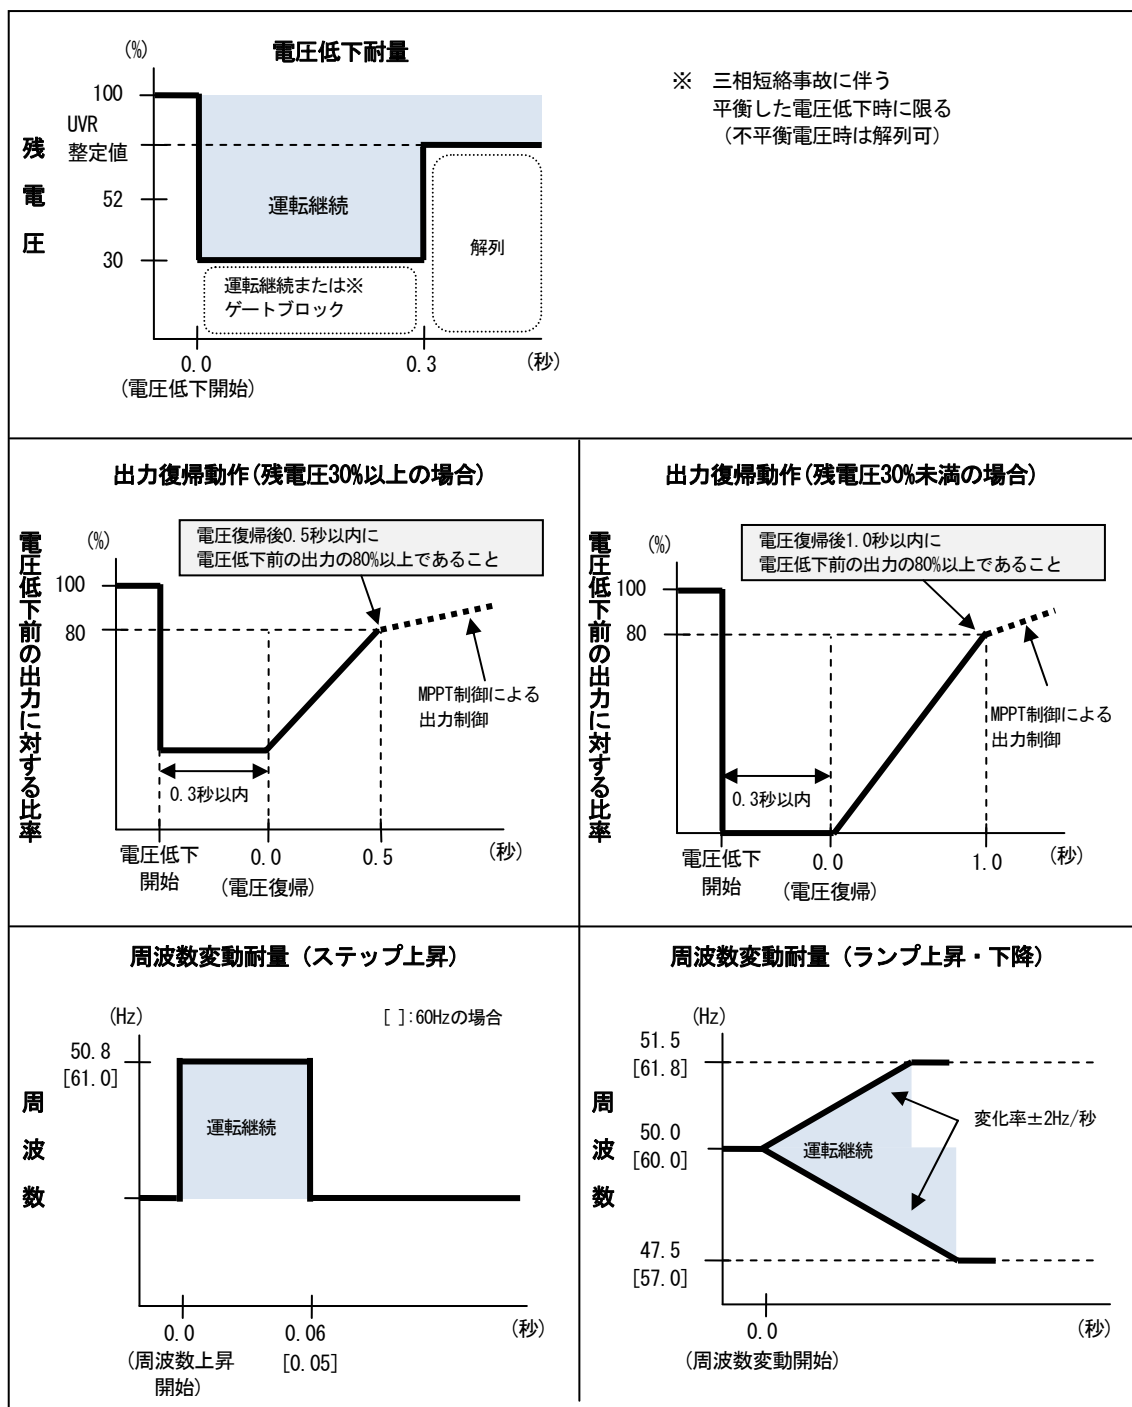 電圧低下耐量
(%)
100
UVR
整定値
52
30
残電圧
運転継続
運転継続または※
ゲートブロック
解列
0.0
(電圧低下開始)
0.3
(秒)
※ 三相短絡事故に伴う
平衡した電圧低下時に限る
(不平衡電圧時は解列可)
出力復帰動作(残電圧30%以上の場合)
電圧低下前の出力に対する比率
(%)
電圧復帰後0.5秒以内に
電圧低下前の出力の80%以上であること
100
80
MPPT制御による
出力制御
0.3秒以内
電圧低下
開始
0.0
(電圧復帰)
0.5
(秒)
出力復帰動作(残電圧30%未満の場合)
電圧低下前の出力に対する比率
(%)
電圧復帰後1.0秒以内に
電圧低下前の出力の80%以上であること
100
80
MPPT制御による
出力制御
0.3秒以内
電圧低下
開始
0.0
(電圧復帰)
1.0
(秒)
周波数変動耐量(ステップ上昇)
(Hz)
[ ]:60Hzの場合
50.8
[61.0]
周波数
運転継続
0.0
(周波数上昇
開始)
0.06
[0.05]
(秒)
周波数変動耐量(ランプ上昇・下降)
(Hz)
51.5
[61.8]
周波数
50.0
[60.0]
運転継続
変化率±2Hz/秒
47.5
[57.0]
0.0
(周波数変動開始)
(秒)